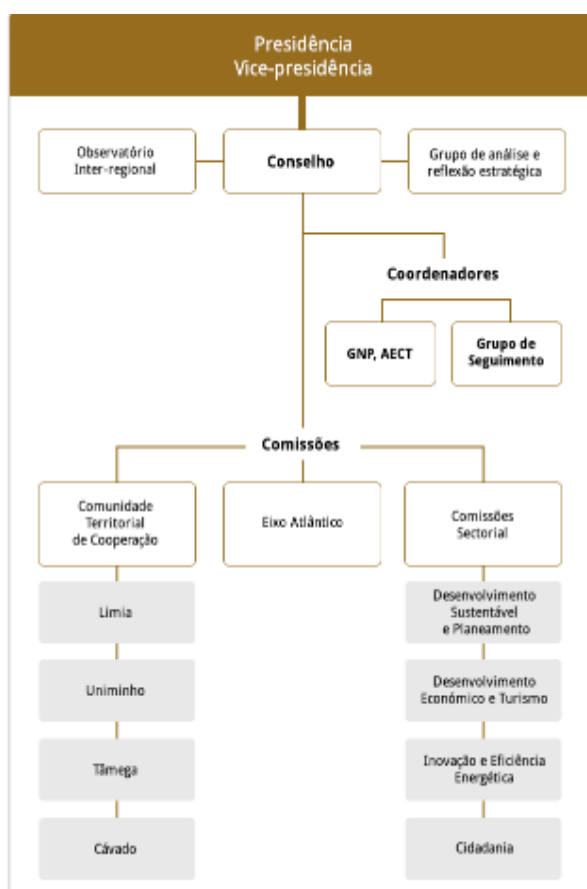 Presidência
Vice-presidência
Observatório
Inter-regional
Conselho
Grupo de análise e
reflexão estratégica
Coordenadores
GNP, AECT
Grupo de
Seguimento
Comissões
Comunidade
Territorial
de Cooperação
Eixo Atlântico
Comissões
Sectorial
Limia
Desenvolvimento
Sustentável
e Planeamento
Uniminho
Desenvolvimento
Económico e Turismo
Tâmega
Inovação e Eficiência
Energética
Cávado
Cidadania